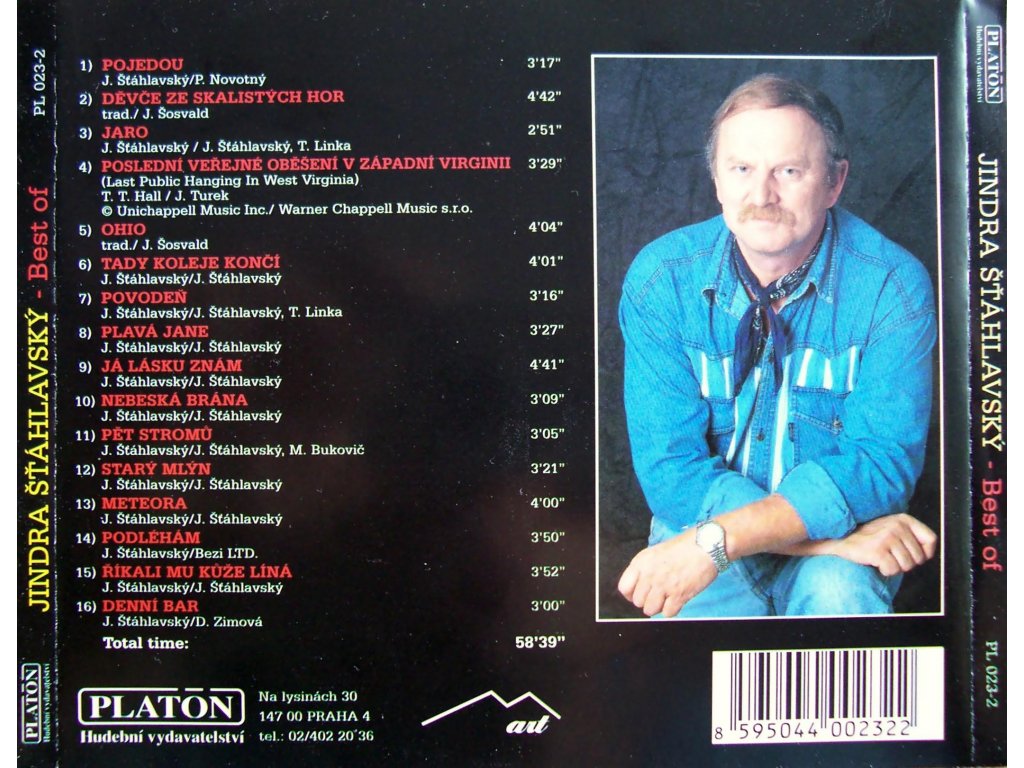 PL 023-2
JINDRA ŠŤÁHLAVSKÝ - Best of
PLATÓN
Hudební vydavatelství
1) POJEDOU 3'17"
J. Šťáhlavský/P. Novotný
2) DĚVČE ZE SKALISTÝCH HOR 4'42"
trad./ J. Šosvald
3) JARO 2'51"
J. Šťáhlavský / J. Šťáhlavský, T. Linka
4) POSLEDNÍ VEŘEJNÉ OBĚŠENÍ V ZÁPADNÍ VIRGINII 3'29"
(Last Public Hanging In West Virginia)
T. T. Hall / J. Turek
© Unichappell Music Inc./ Warner Chappell Music s.r.o.
5) OHIO 4'04"
trad./ J. Šosvald
6) TADY KOLEJE KONČÍ 4'01"
J. Šťáhlavský/J. Šťáhlavský
7) POVODEŇ 3'16"
J. Šťáhlavský/J. Šťáhlavský, T. Linka
8) PLAVÁ JANE 3'27"
J. Šťáhlavský/J. Šťáhlavský
9) JÁ LÁSKU ZNÁM 4'41"
J. Šťáhlavský/J. Šťáhlavský
10) NEBESKÁ BRÁNA 3'09"
J. Šťáhlavský/J. Šťáhlavský
11) PĚT STROMŮ 3'05"
J. Šťáhlavský/J. Šťáhlavský, M. Bukovič
12) STARÝ MLÝN 3'21"
J. Šťáhlavský/J. Šťáhlavský
13) METEORA 4'00"
J. Šťáhlavský/J. Šťáhlavský
14) PODLÉHÁM 3'50"
J. Šťáhlavský/Bezi LTD.
15) ŘÍKALI MU KŮŽE LÍNÁ 3'52"
J. Šťáhlavský/J. Šťáhlavský
16) DENNÍ BAR 3'00"
J. Šťáhlavský/D. Zimová
Total time: 58'39"
PLATÓN
Hudební vydavatelství
Na lysinách 30
147 00 PRAHA 4
tel.: 02/402 20 36
art
8 595044 002322
PLATÓN
Hudební vydavatelství
JINDRA ŠŤÁHLAVSKÝ - Best of
PL 023-2